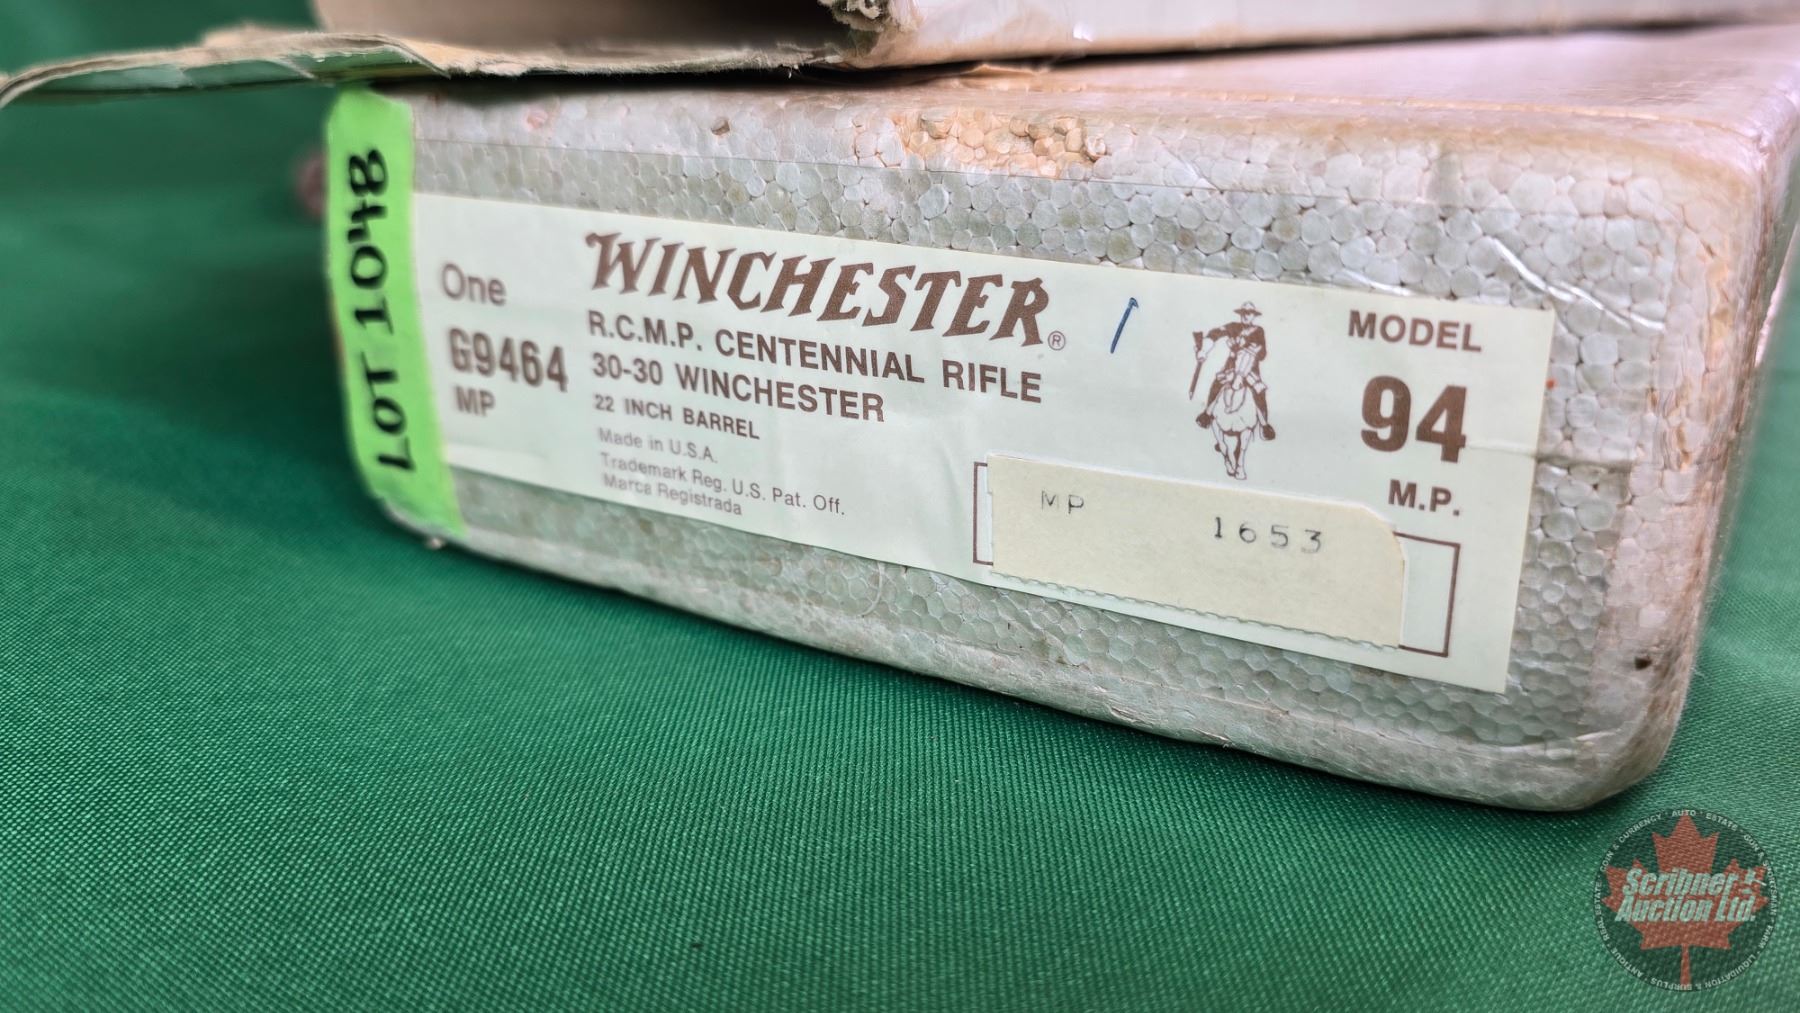 LOT 1048
One
G9464
MP
WINCHESTER®
R.C.M.P. CENTENNIAL RIFLE
30-30 WINCHESTER
22 INCH BARREL
Made in U.S.A.
Trademark Reg. U.S. Pat. Off.
Marca Registrada
/
MODEL
94
M.P.
MP 1653
Scribner
Auction Ltd.